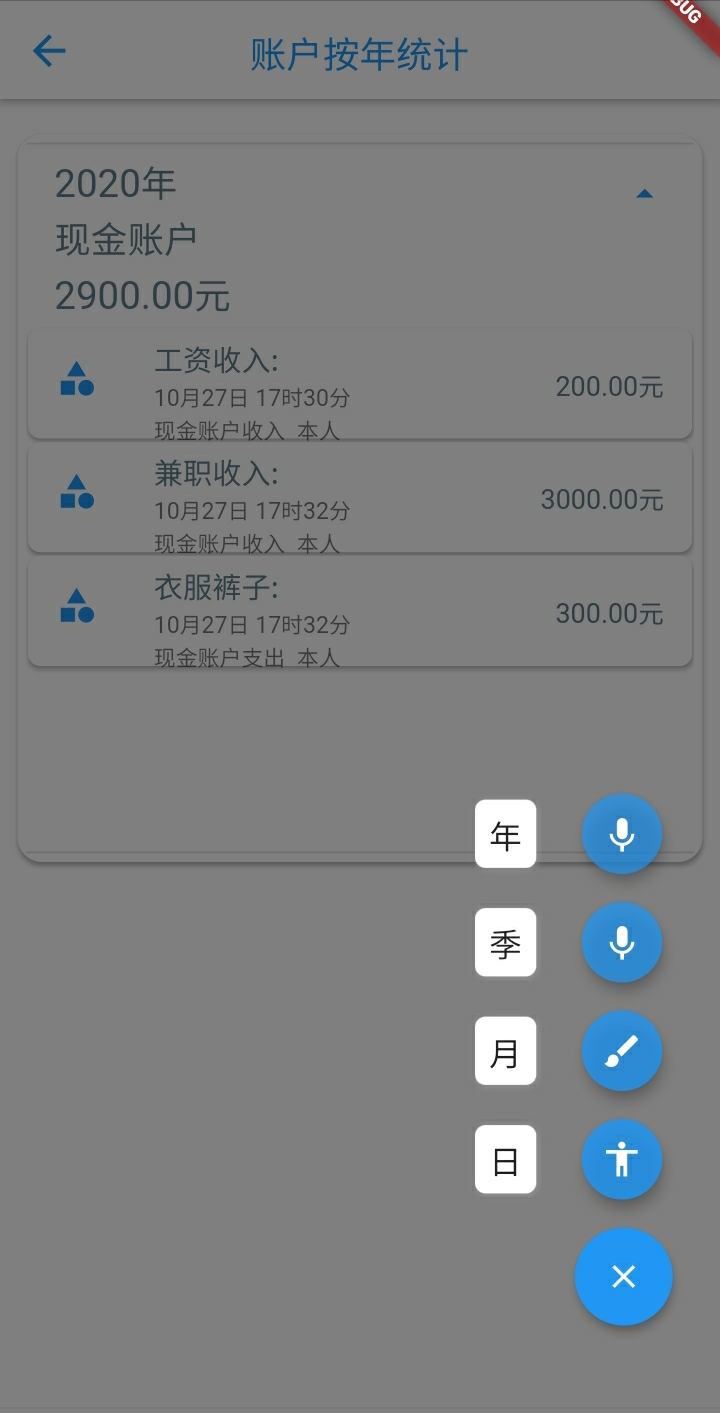 账户按年统计
2020年
现金账户
2900.00元
工资收入:
10月27日 17时30分
200.00元
现金账户收入 本人
兼职收入:
10月27日 17时32分
3000.00元
现金账户收入 本人
衣服裤子:
10月27日 17时32分
300.00元
现金账户支出 本人
年
季
月
日